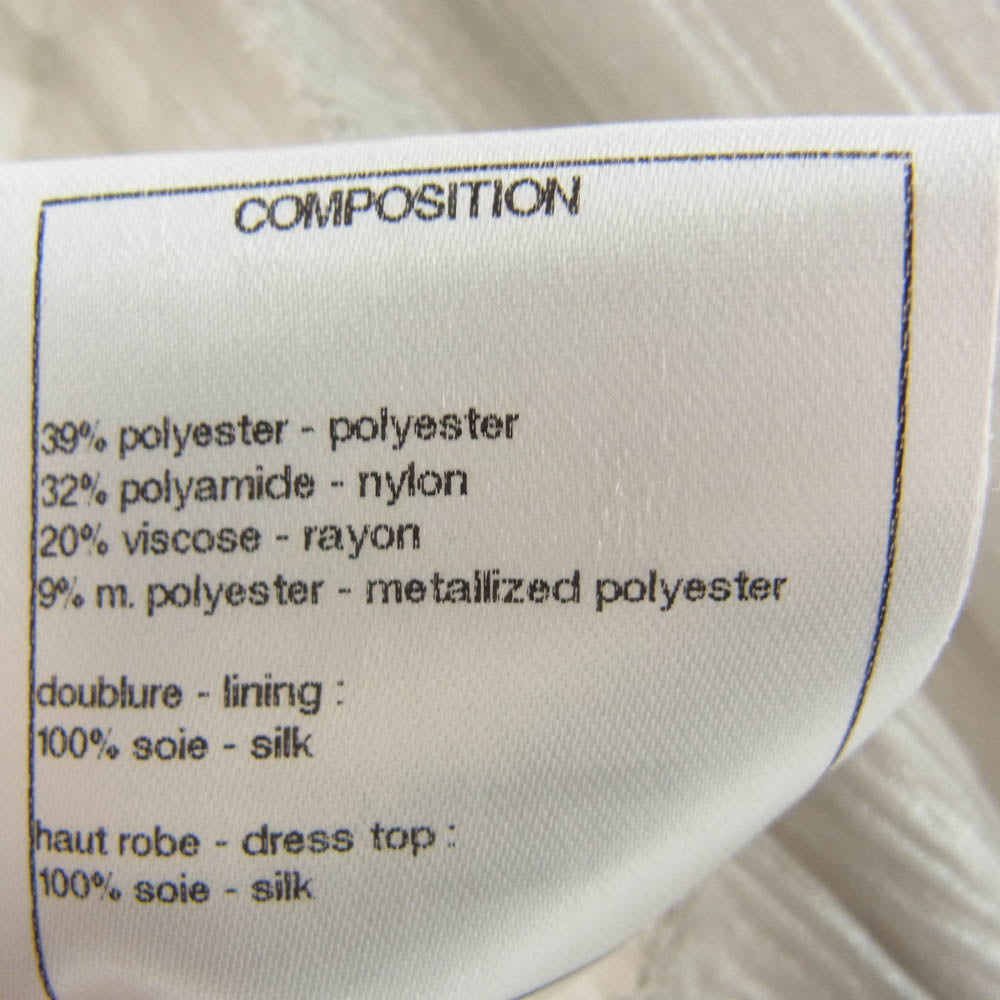 COMPOSITION
39% polyester - polyester
32% polyamide - nylon
20% viscose - rayon
9% m. polyester - metallized polyester
doublure - lining :
100% soie - silk
haut robe - dress top :
100% soie - silk